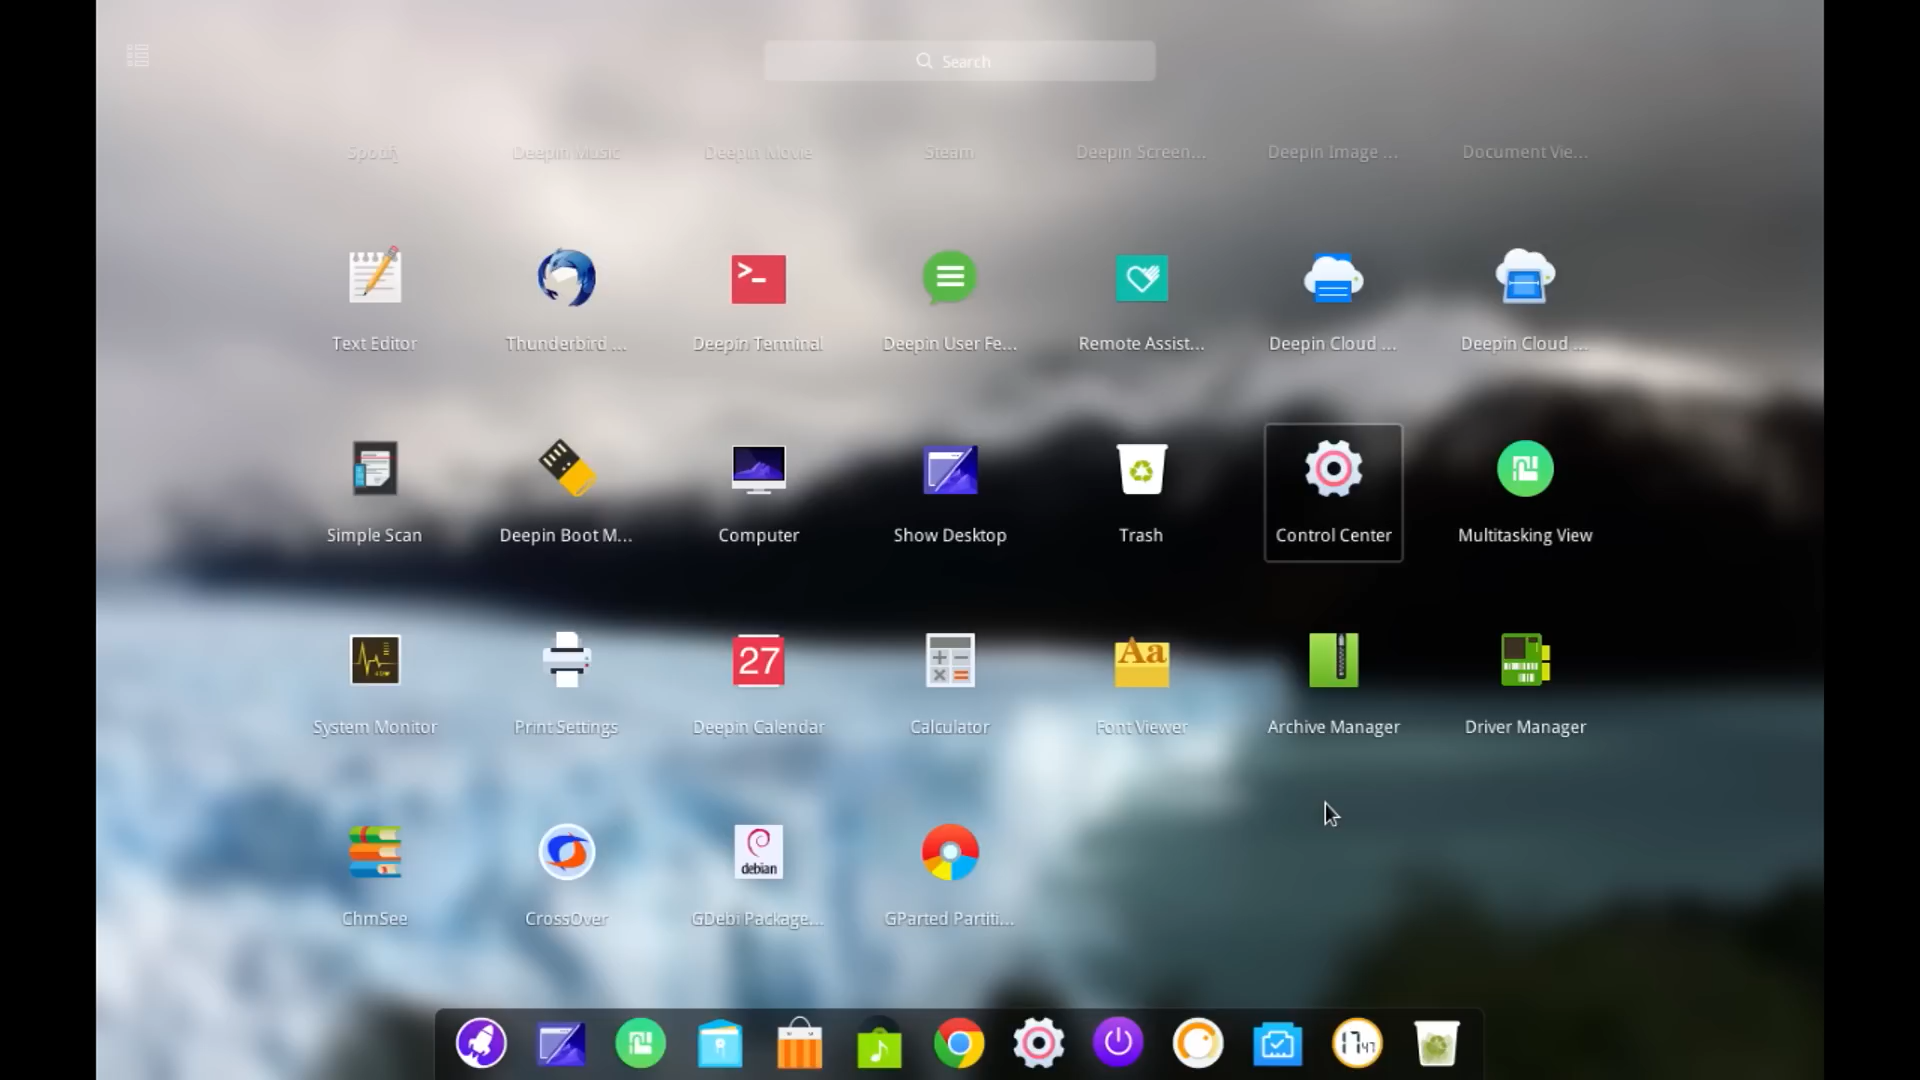 Search
Spotify Deepin Music Deepin Movie Steam Deepin Screen... Deepin Image ... Document Vie...
>_
Text Editor Thunderbird ... Deepin Terminal Deepin User Fe... Remote Assist... Deepin Cloud ... Deepin Cloud ...
Simple Scan Deepin Boot M... Computer Show Desktop Trash Control Center Multitasking View
27 Aa
System Monitor Print Settings Deepin Calendar Calculator Font Viewer Archive Manager Driver Manager
debian
ChmSee CrossOver GDebi Package... GParted Partiti...
17 47